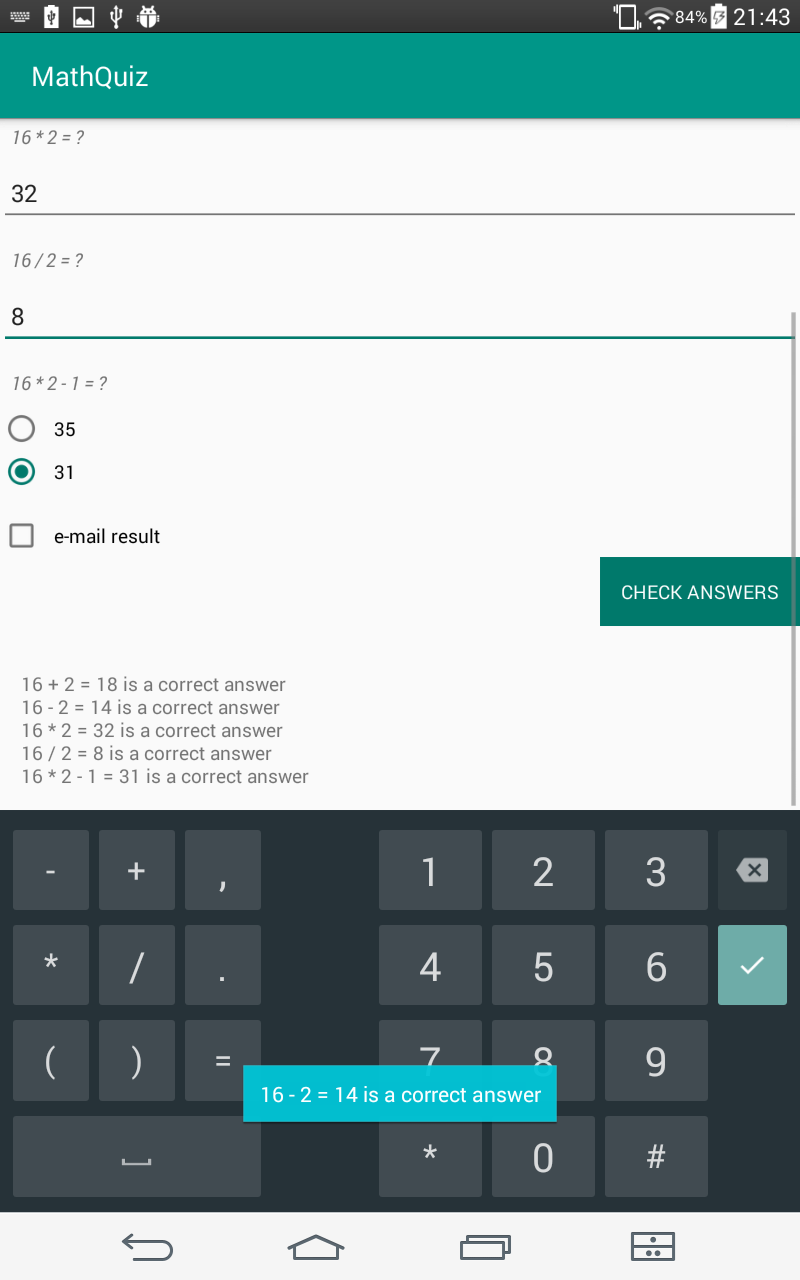 84% 21:43
MathQuiz
16 * 2 = ?
32
16 / 2 = ?
8
16 * 2 - 1 = ?
35
31
e-mail result
CHECK ANSWERS
16 + 2 = 18 is a correct answer
16 - 2 = 14 is a correct answer
16 * 2 = 32 is a correct answer
16 / 2 = 8 is a correct answer
16 * 2 - 1 = 31 is a correct answer
- + , 1 2 3
* / . 4 5 6
( ) = 7 8 9
16 - 2 = 14 is a correct answer
* 0 #